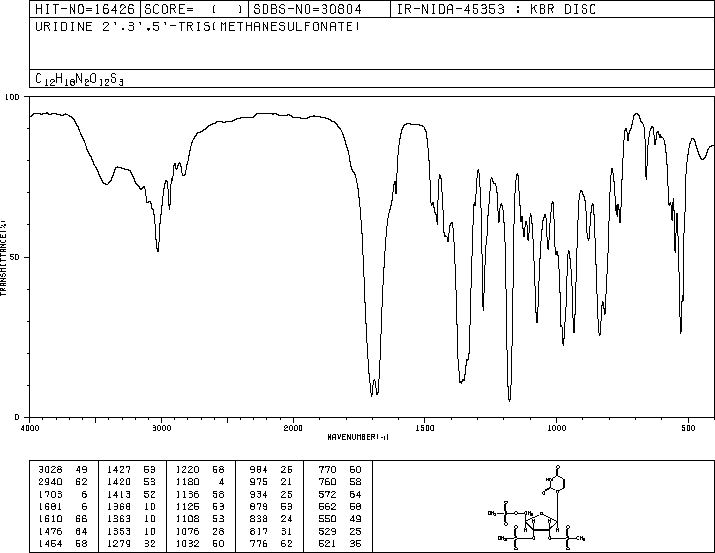 HIT-NO=16426 SCORE= ( ) SDBS-NO=30804 IR-NIDA-45353 : KBR DISC
URIDINE 2',3',5'-TRIS(METHANESULFONATE)
C12H18N2O12S3
100
50
0
TRANSMITTANCE(%)
4000 3000 2000 1500 1000 500
WAVENUMBER(-1)
3028 49 1427 59 1220 68 984 26 770 60
2940 62 1420 53 1180 4 975 21 760 58
1703 6 1413 52 1136 58 934 25 572 64
1681 6 1368 10 1125 53 879 53 562 58
1610 66 1363 10 1108 53 838 24 550 49
1476 64 1353 10 1076 28 817 31 529 25
1454 58 1279 32 1032 50 776 62 521 35